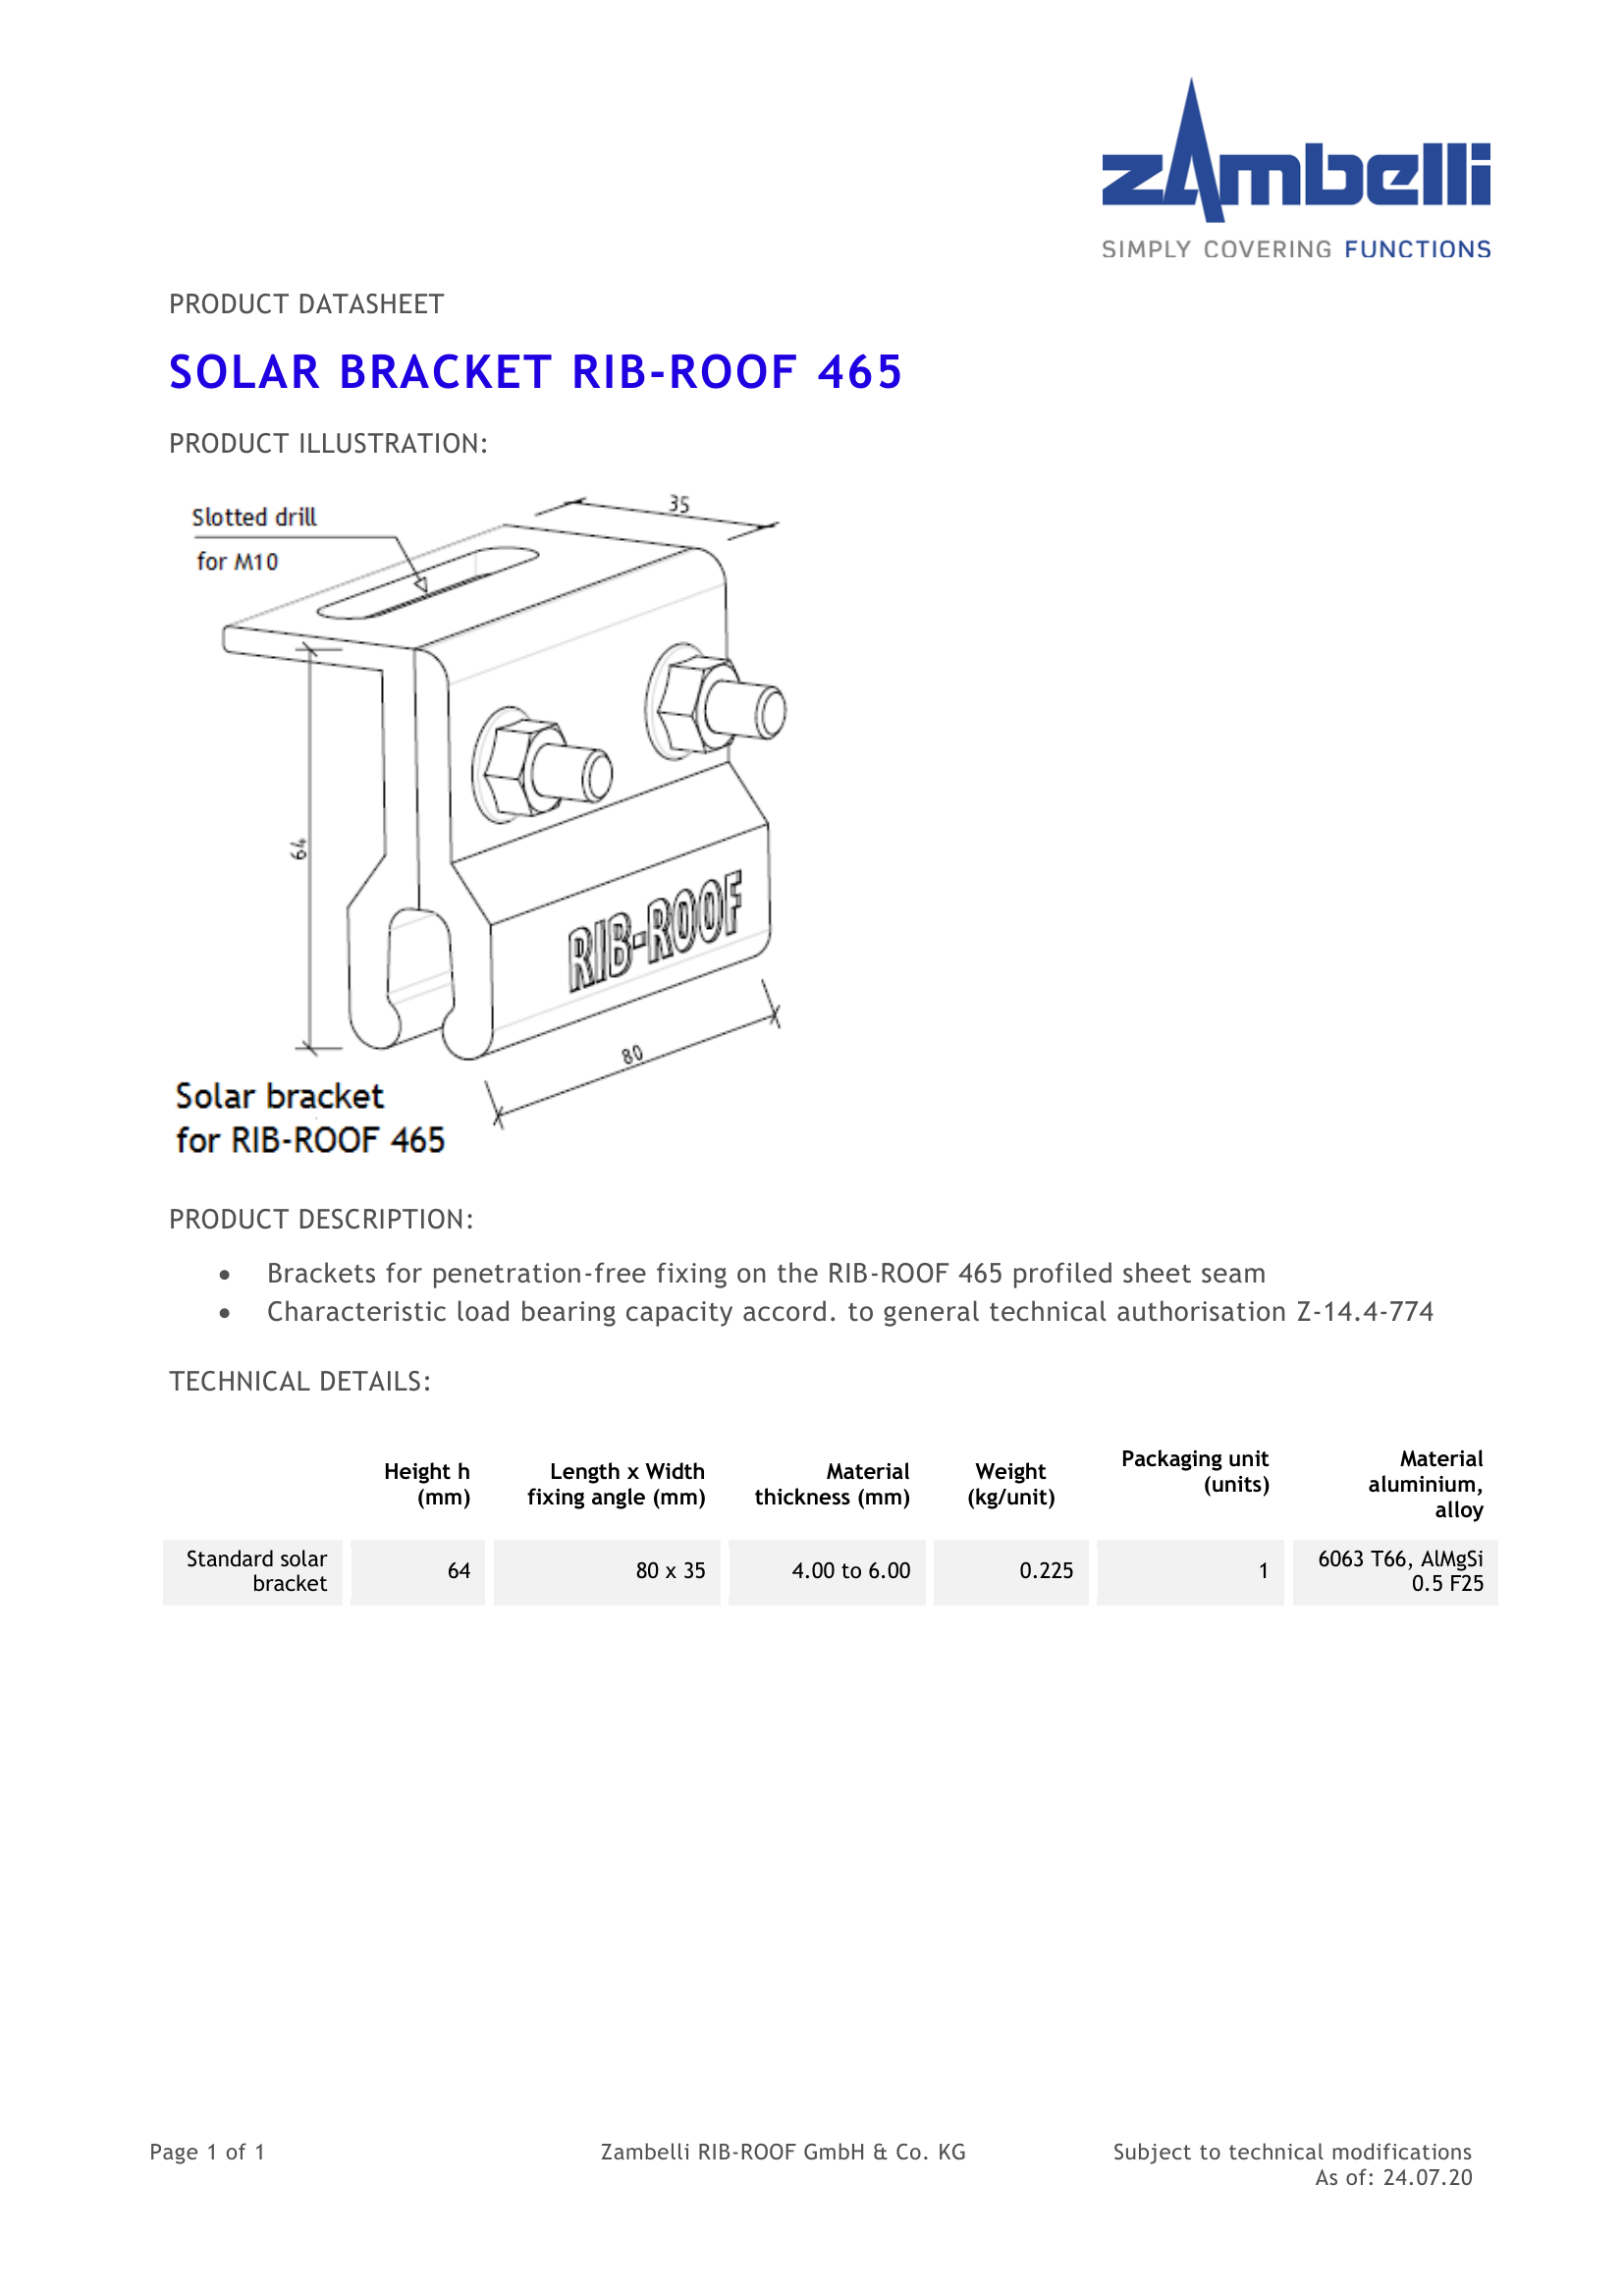 zAmbelli
SIMPLY COVERING FUNCTIONS
PRODUCT DATASHEET
SOLAR BRACKET RIB-ROOF 465
PRODUCT ILLUSTRATION:
Slotted drill
for M10
35
64
RIB-ROOF
80
Solar bracket
for RIB-ROOF 465
PRODUCT DESCRIPTION:
• Brackets for penetration-free fixing on the RIB-ROOF 465 profiled sheet seam
• Characteristic load bearing capacity accord. to general technical authorisation Z-14.4-774
TECHNICAL DETAILS:
Height h
(mm)
Length x Width
fixing angle (mm)
Material
thickness (mm)
Weight
(kg/unit)
Packaging unit
(units)
Material
aluminium,
alloy
Standard solar
bracket
64
80 x 35
4.00 to 6.00
0.225
1
6063 T66, AlMgSi
0.5 F25
Page 1 of 1
Zambelli RIB-ROOF GmbH & Co. KG
Subject to technical modifications
As of: 24.07.20